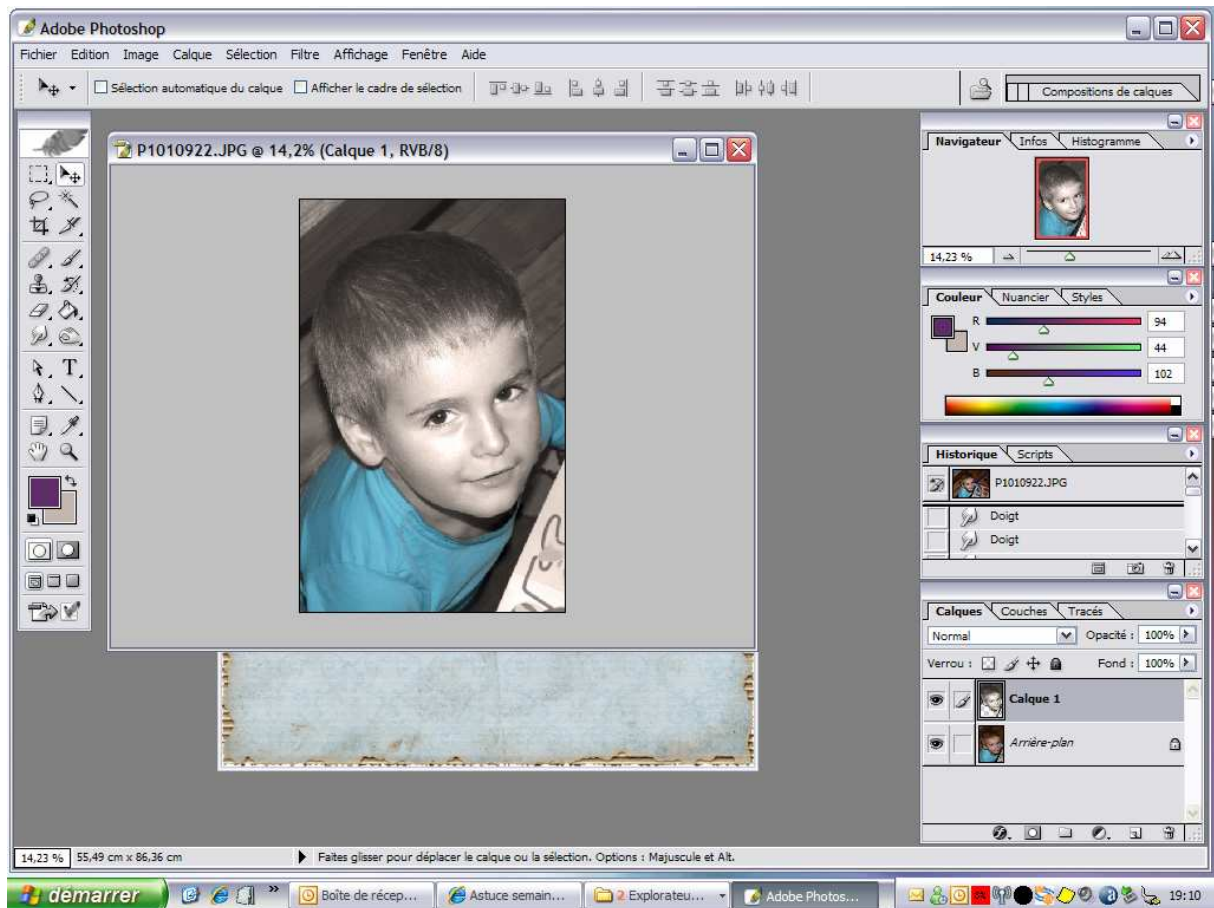 Adobe Photoshop
Fichier Edition Image Calque Sélection Filtre Affichage Fenêtre Aide
Sélection automatique du calque Afficher le cadre de sélection Compositions de calques
P1010922.JPG @ 14,2% (Calque 1, RVB/8)
Navigateur Infos Histogramme
14,23 %
Couleur Nuancier Styles
R 94
V 44
B 102
Historique Scripts
P1010922.JPG
Doigt
Doigt
Calques Couches Tracés
Normal Opacité : 100%
Verrou : Fond : 100%
Calque 1
Arrière-plan
T
14,23 % 55,49 cm x 86,36 cm Faites glisser pour déplacer le calque ou la sélection. Options : Majuscule et Alt.
démarrer » Boîte de récep... Astuce semain... 2 Explorateu... Adobe Photos... 19:10